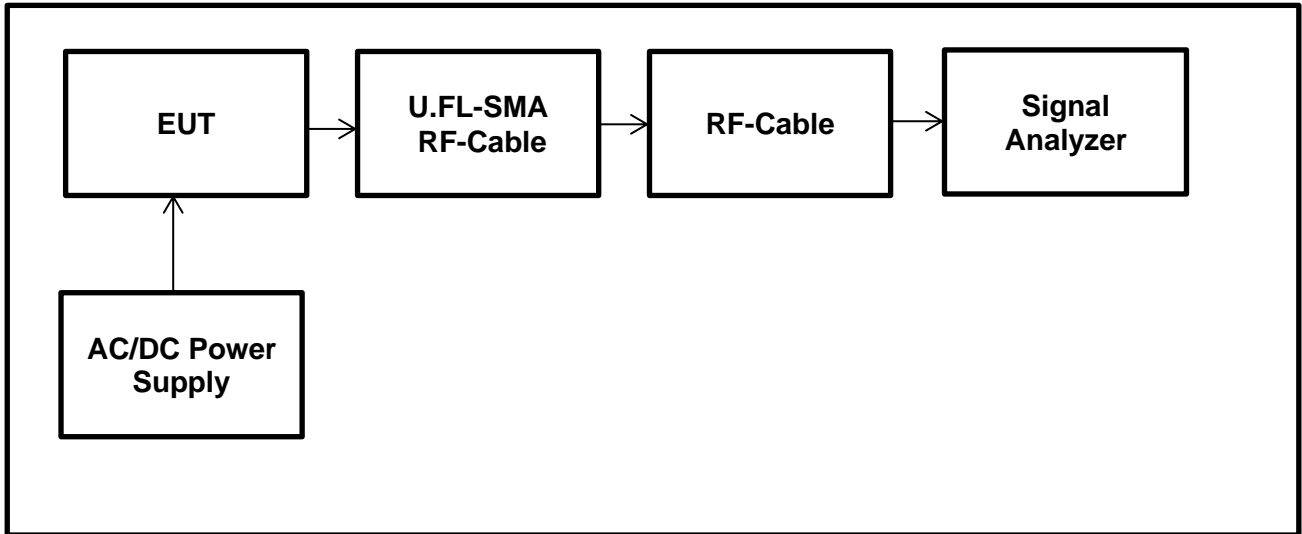 EUT
U.FL-SMA
RF-Cable
RF-Cable
Signal
Analyzer
AC/DC Power
Supply